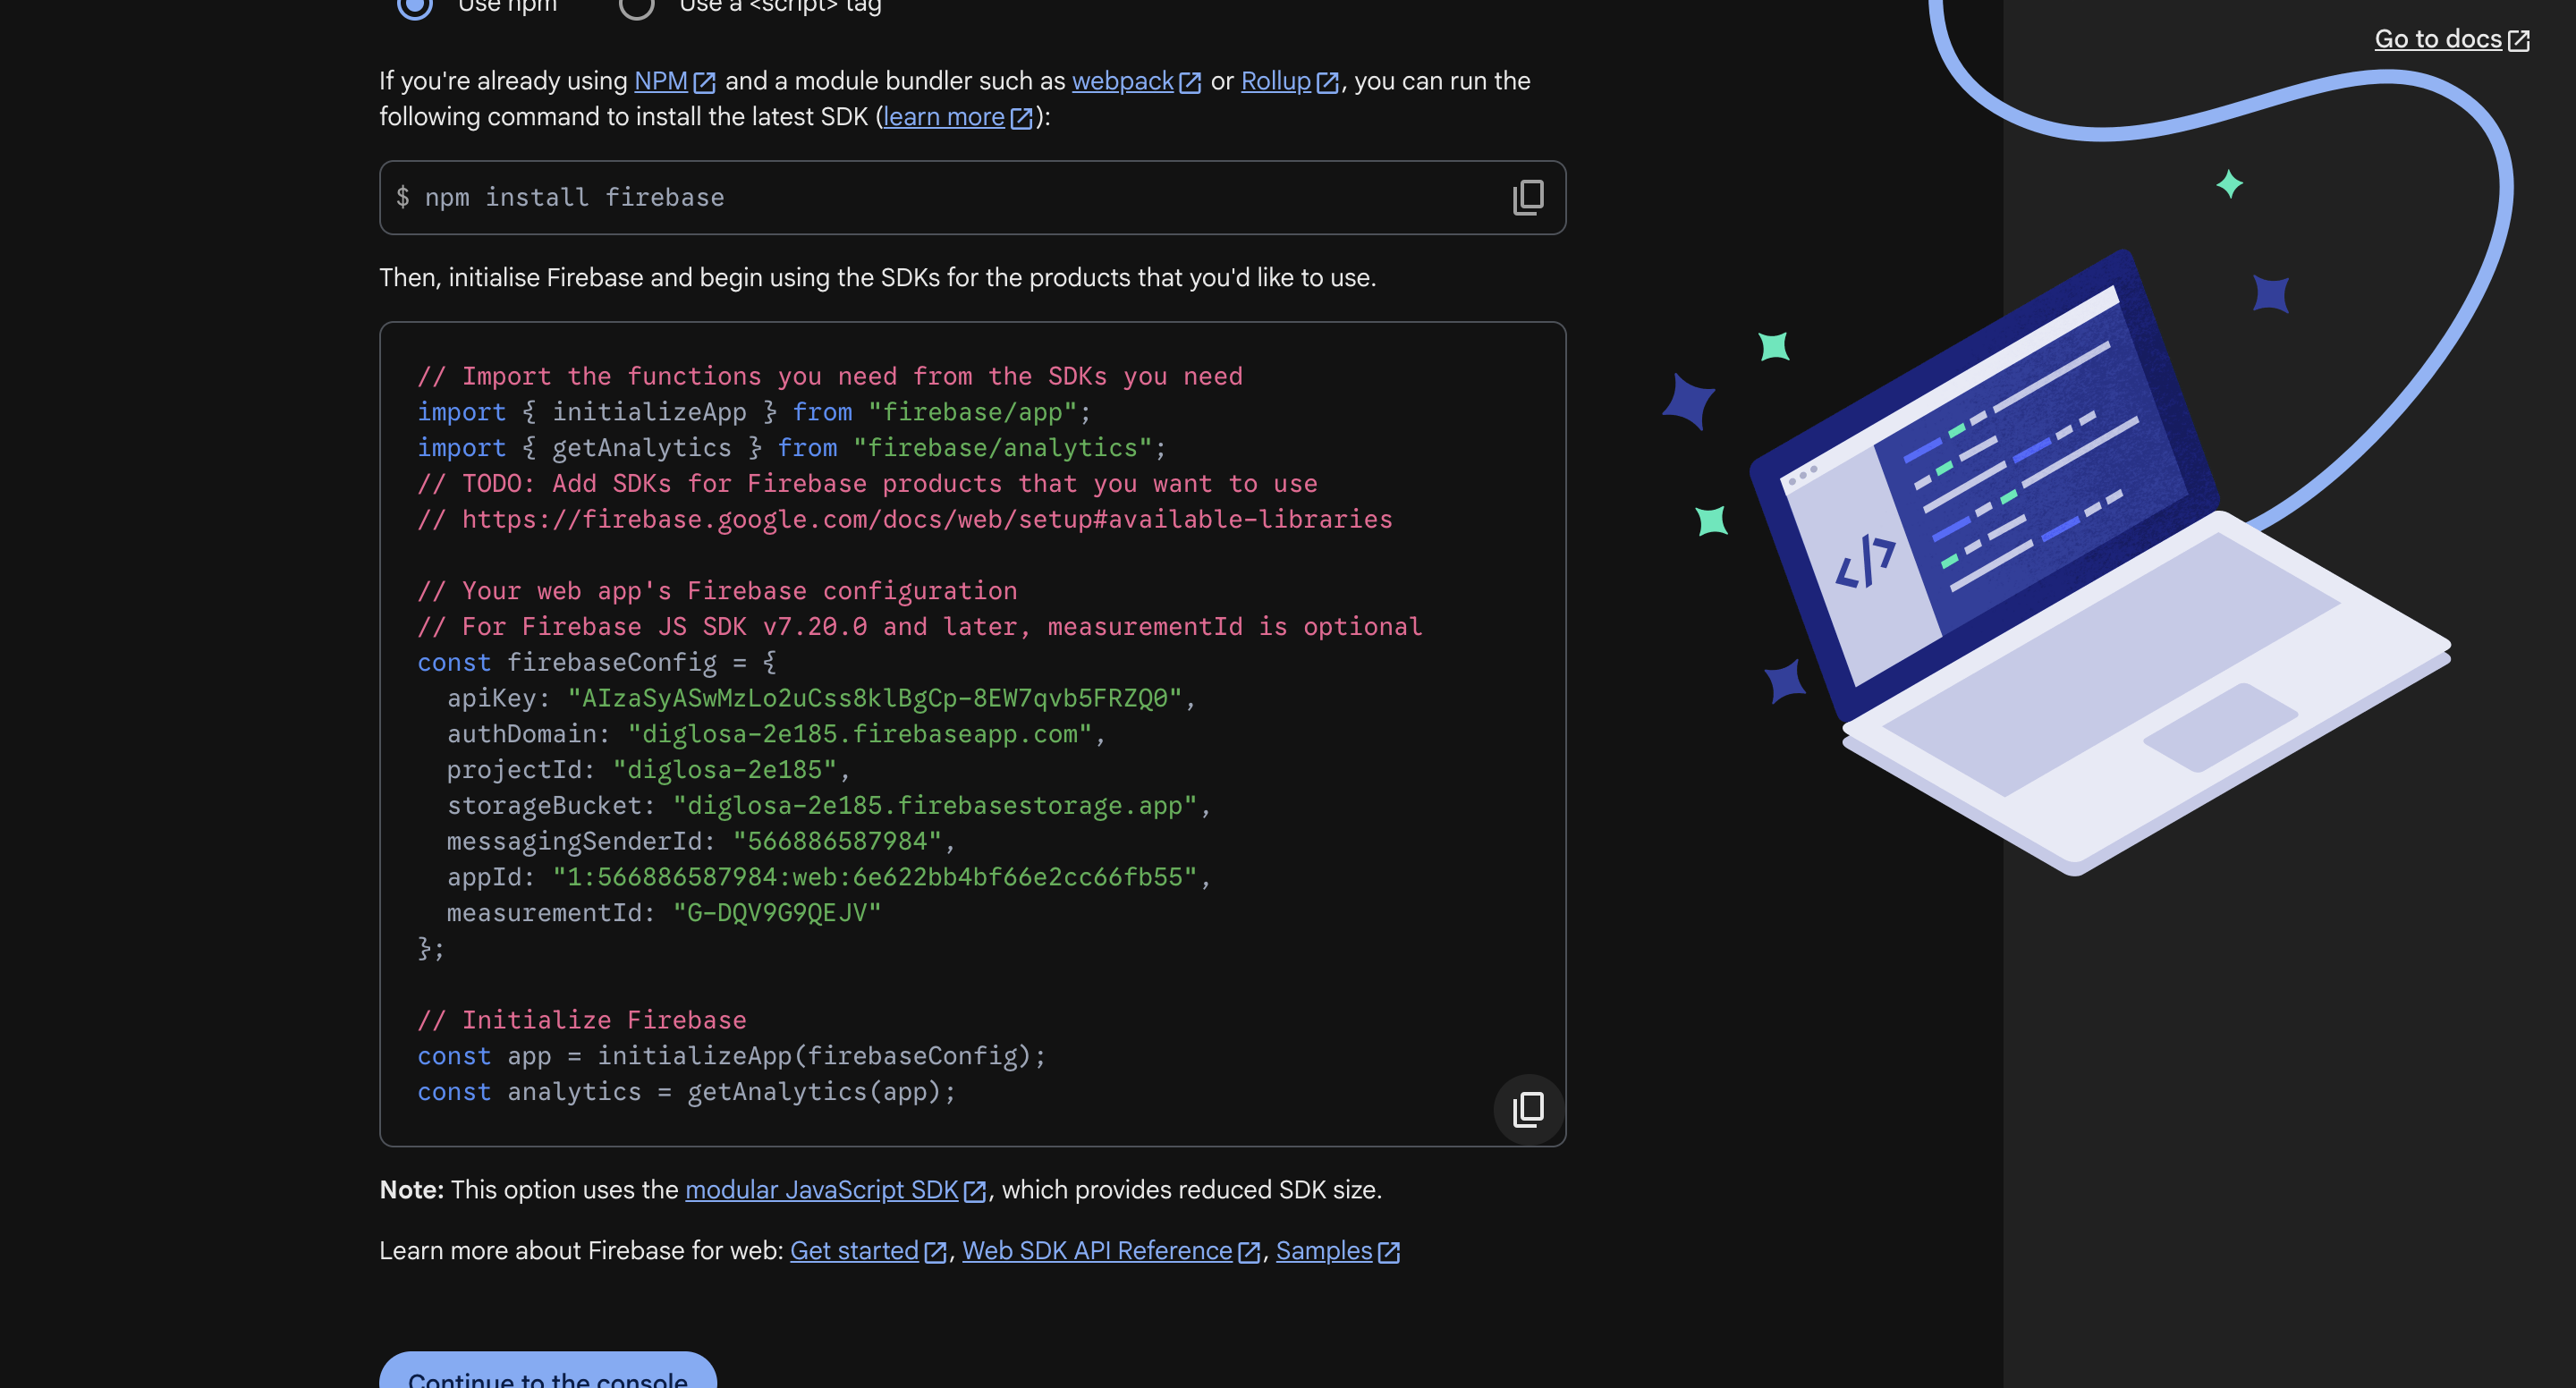 Use npm Use a <script> tag
Go to docs
If you're already using NPM and a module bundler such as webpack or Rollup, you can run the
following command to install the latest SDK (learn more):
$ npm install firebase
Then, initialise Firebase and begin using the SDKs for the products that you'd like to use.
// Import the functions you need from the SDKs you need
import { initializeApp } from "firebase/app";
import { getAnalytics } from "firebase/analytics";
// TODO: Add SDKs for Firebase products that you want to use
// https://firebase.google.com/docs/web/setup#available-libraries
// Your web app's Firebase configuration
// For Firebase JS SDK v7.20.0 and later, measurementId is optional
const firebaseConfig = {
  apiKey: "AIzaSyASwMzLo2uCss8klBgCp-8EW7qvb5FRZQ0",
  authDomain: "diglosa-2e185.firebaseapp.com",
  projectId: "diglosa-2e185",
  storageBucket: "diglosa-2e185.firebasestorage.app",
  messagingSenderId: "566886587984",
  appId: "1:566886587984:web:6e622bb4bf66e2cc66fb55",
  measurementId: "G-DQV9G9QEJV"
};
// Initialize Firebase
const app = initializeApp(firebaseConfig);
const analytics = getAnalytics(app);
</>
Note: This option uses the modular JavaScript SDK, which provides reduced SDK size.
Learn more about Firebase for web: Get started, Web SDK API Reference, Samples
Continue to the console